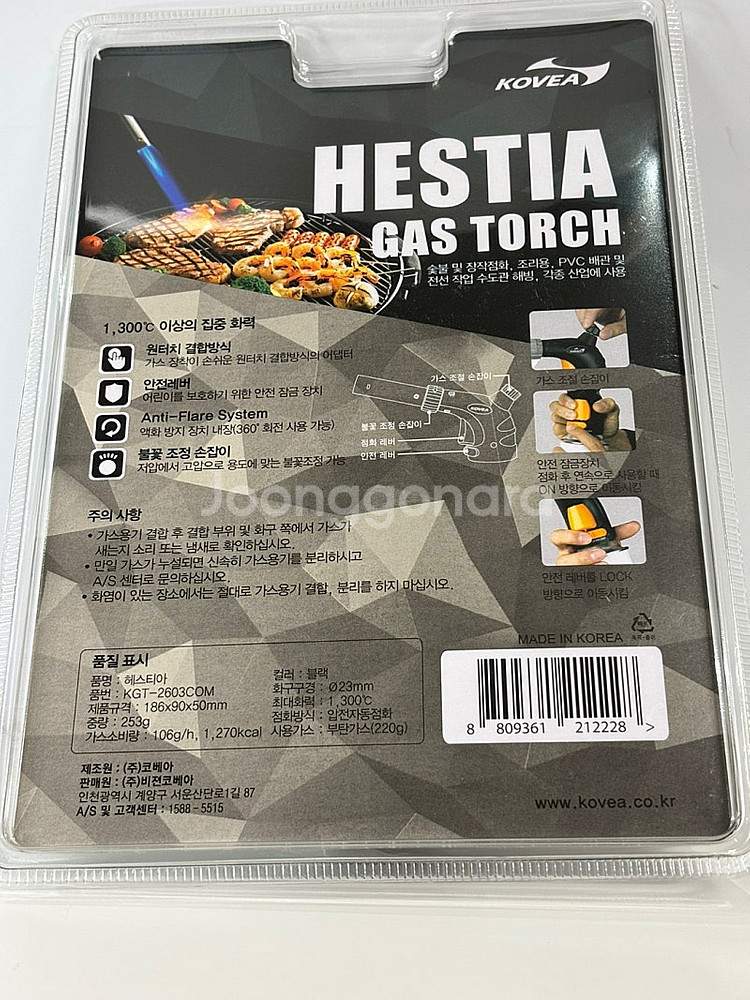 KOVEA
HESTIA
GAS TORCH
숯불 및 장작점화, 조리용, PVC 배관 및
전선 작업 수도관 해빙, 각종 산업에 사용
1,300℃ 이상의 집중 화력
원터치 결합방식
가스 장착이 손쉬운 원터치 결합방식의 어댑터
안전레버
어린이를 보호하기 위한 안전 잠금 장치
Anti-Flare System
액화 방지 장치 내장(360° 회전 사용 가능)
불꽃 조정 손잡이
저압에서 고압으로 용도에 맞는 불꽃조정 가능
가스 조절 손잡이
KOVEA
불꽃 조정 손잡이
점화 레버
안전 레버
가스 조절 손잡이
안전 잠금장치
점화 후 연속으로 사용할 때
ON 방향으로 이동시킴
안전 레버를 LOCK
방향으로 이동시킴
Joonggonara
주의 사항
• 가스용기 결합 후 결합 부위 및 화구 쪽에서 가스가
새는지 소리 또는 냄새로 확인하십시오.
• 만일 가스가 누설되면 신속히 가스용기를 분리하시고
A/S 센터로 문의하십시오.
• 화염이 있는 장소에서는 절대로 가스용기 결합, 분리를 하지 마십시오.
MADE IN KOREA
품질 표시
품명 : 헤스티아
품번 : KGT-2603COM
제품규격 : 186x90x50mm
중량 : 253g
가스소비량 : 106g/h, 1,270kcal
컬러 : 블랙
화구구경 : Ø23mm
최대화력 : 1,300℃
점화방식 : 압전자동점화
사용가스 : 부탄가스(220g)
8 809361 212228 >
제조원 : (주)코베아
판매원 : (주)비젼코베아
인천광역시 계양구 서운산단로1길 87
A/S 및 고객센터 : 1588-5515
www.kovea.co.kr